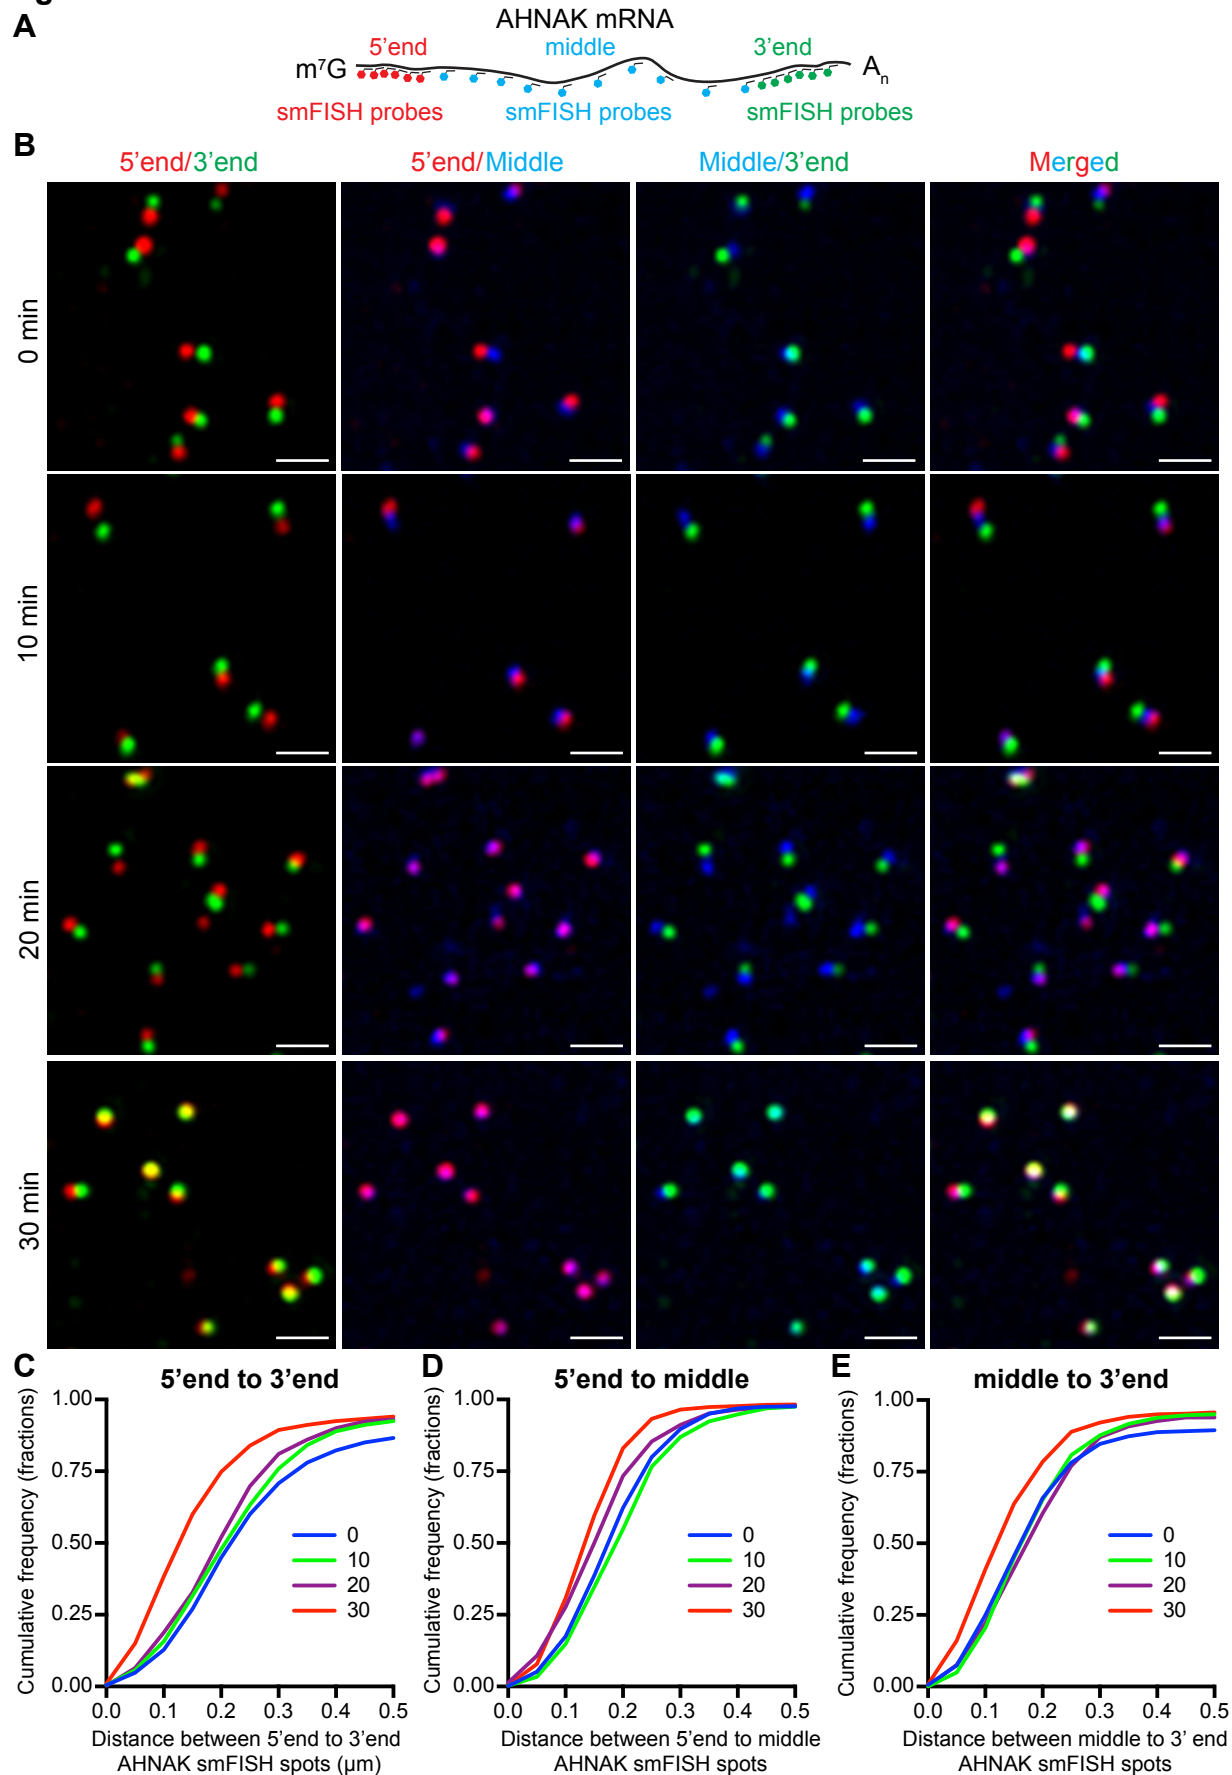 A
AHNAK mRNA
5'end middle 3'end
m⁷G Aₙ
smFISH probes smFISH probes smFISH probes
B
5'end/3'end 5'end/Middle Middle/3'end Merged
0 min
10 min
20 min
30 min
C 5'end to 3'end
Cumulative frequency (fractions)
1.00
0.75
0.50
0.25
0.00
0
10
20
30
0.0 0.1 0.2 0.3 0.4 0.5
Distance between 5'end to 3'end
AHNAK smFISH spots (μm)
D 5'end to middle
Cumulative frequency (fractions)
1.00
0.75
0.50
0.25
0.00
0
10
20
30
0.0 0.1 0.2 0.3 0.4 0.5
Distance between 5'end to middle
AHNAK smFISH spots
E middle to 3'end
Cumulative frequency (fractions)
1.00
0.75
0.50
0.25
0.00
0
10
20
30
0.0 0.1 0.2 0.3 0.4 0.5
Distance between middle to 3' end
AHNAK smFISH spots